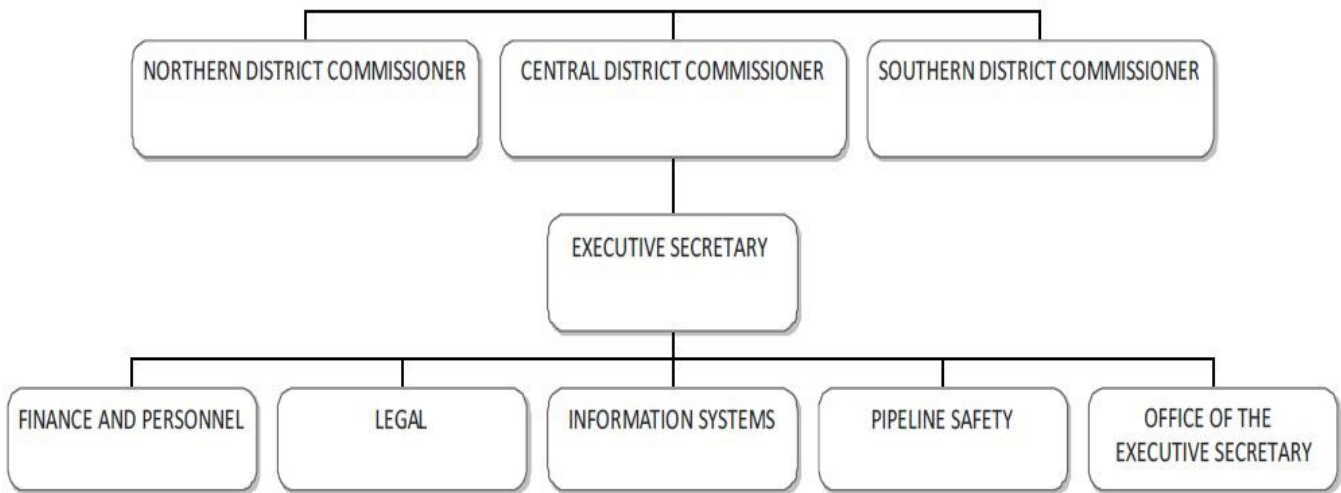 NORTHERN DISTRICT COMMISSIONER
CENTRAL DISTRICT COMMISSIONER
SOUTHERN DISTRICT COMMISSIONER
EXECUTIVE SECRETARY
FINANCE AND PERSONNEL
LEGAL
INFORMATION SYSTEMS
PIPELINE SAFETY
OFFICE OF THE
EXECUTIVE SECRETARY